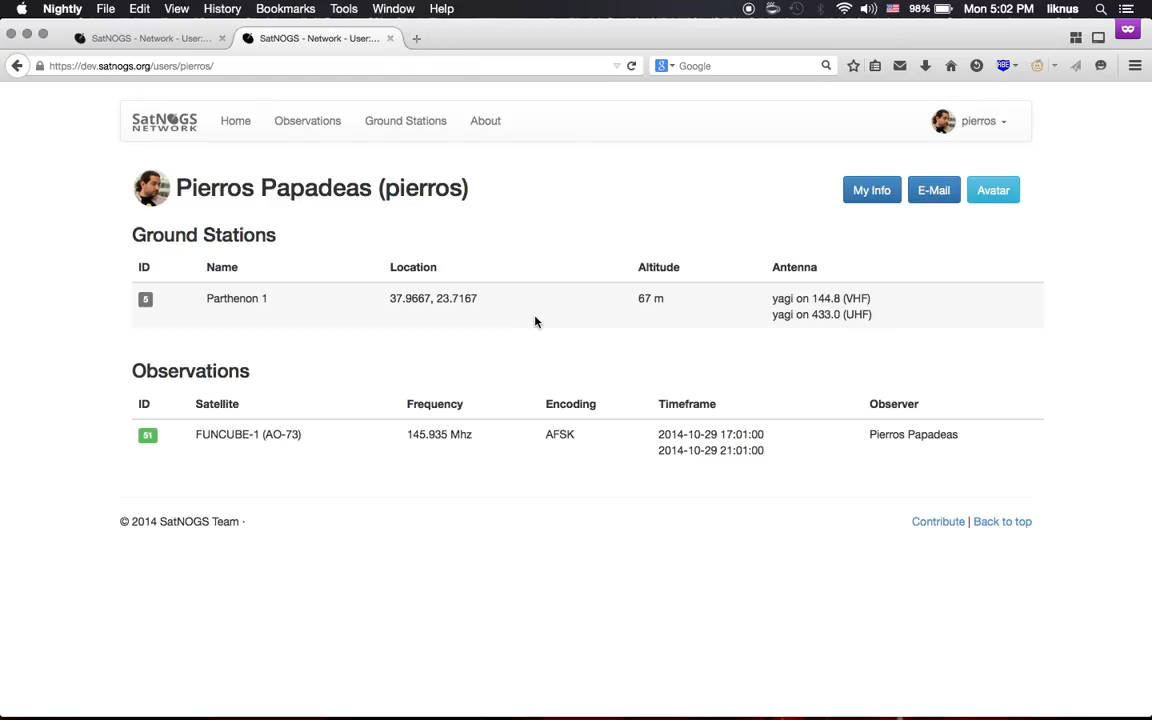 Nightly File Edit View History Bookmarks Tools Window Help 98% Mon 5:02 PM liknus
SatNOGS - Network - User:... SatNOGS - Network - User:...
https://dev.satnogs.org/users/pierros/ Google ABP
SatNOGS NETWORK Home Observations Ground Stations About pierros
Pierros Papadeas (pierros) My Info E-Mail Avatar
Ground Stations
ID Name Location Altitude Antenna
5 Parthenon 1 37.9667, 23.7167 67 m yagi on 144.8 (VHF)
yagi on 433.0 (UHF)
Observations
ID Satellite Frequency Encoding Timeframe Observer
51 FUNCUBE-1 (AO-73) 145.935 Mhz AFSK 2014-10-29 17:01:00 Pierros Papadeas
2014-10-29 21:01:00
© 2014 SatNOGS Team · Contribute | Back to top